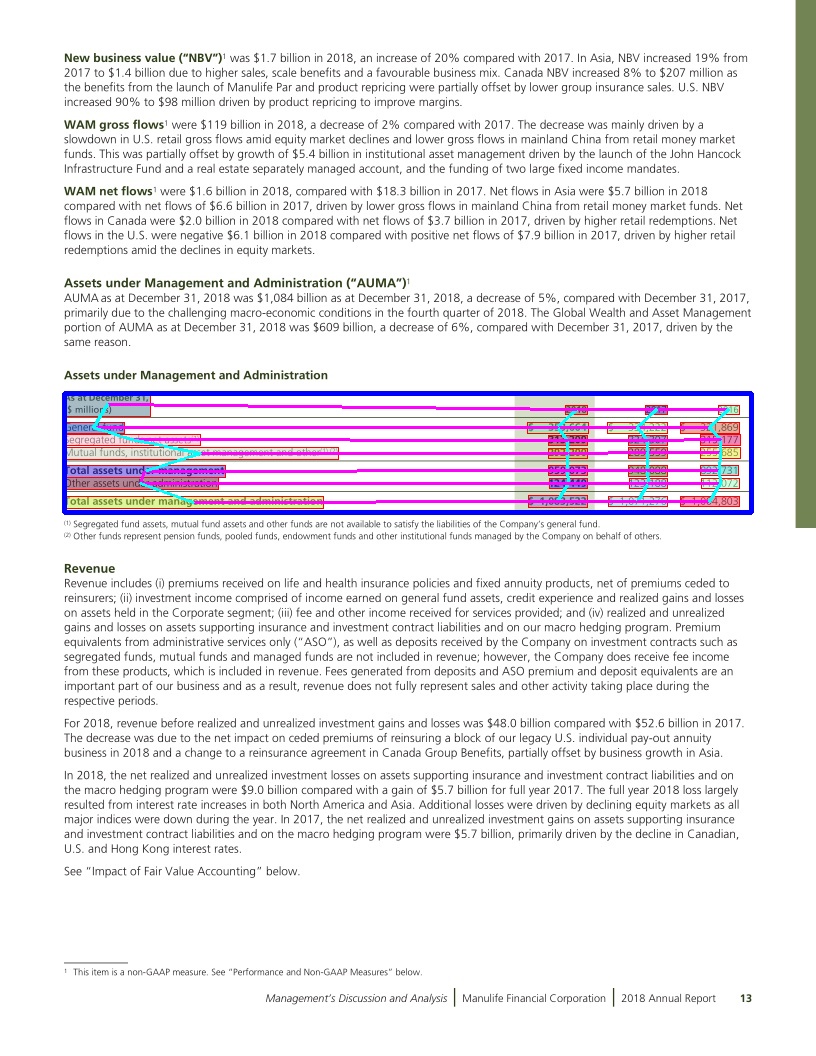 New business value ("NBV")¹ was $1.7 billion in 2018, an increase of 20% compared with 2017. In Asia, NBV increased 19% from
2017 to $1.4 billion due to higher sales, scale benefits and a favourable business mix. Canada NBV increased 8% to $207 million as
the benefits from the launch of Manulife Par and product repricing were partially offset by lower group insurance sales. U.S. NBV
increased 90% to $98 million driven by product repricing to improve margins.
WAM gross flows¹ were $119 billion in 2018, a decrease of 2% compared with 2017. The decrease was mainly driven by a
slowdown in U.S. retail gross flows amid equity market declines and lower gross flows in mainland China from retail money market
funds. This was partially offset by growth of $5.4 billion in institutional asset management driven by the launch of the John Hancock
Infrastructure Fund and a real estate separately managed account, and the funding of two large fixed income mandates.
WAM net flows¹ were $1.6 billion in 2018, compared with $18.3 billion in 2017. Net flows in Asia were $5.7 billion in 2018
compared with net flows of $6.6 billion in 2017, driven by lower gross flows in mainland China from retail money market funds. Net
flows in Canada were $2.0 billion in 2018 compared with net flows of $3.7 billion in 2017, driven by higher retail redemptions. Net
flows in the U.S. were negative $6.1 billion in 2018 compared with positive net flows of $7.9 billion in 2017, driven by higher retail
redemptions amid the declines in equity markets.
Assets under Management and Administration ("AUMA")¹
AUMA as at December 31, 2018 was $1,084 billion as at December 31, 2018, a decrease of 5%, compared with December 31, 2017,
primarily due to the challenging macro-economic conditions in the fourth quarter of 2018. The Global Wealth and Asset Management
portion of AUMA as at December 31, 2018 was $609 billion, a decrease of 6%, compared with December 31, 2017, driven by the
same reason.
Assets under Management and Administration
As at December 31,
($ millions) 2018 2017 2016
General fund
Segregated fund
Mutual funds, institutional asset management and other
Total assets under management
Other assets under administration
Total assets under management and administration
(1) Segregated fund assets, mutual fund assets and other funds are not available to satisfy the liabilities of the Company's general fund.
(2) Other funds represent pension funds, pooled funds, endowment funds and other institutional funds managed by the Company on behalf of others.
Revenue
Revenue includes (i) premiums received on life and health insurance policies and fixed annuity products, net of premiums ceded to
reinsurers; (ii) investment income comprised of income earned on general fund assets, credit experience and realized gains and losses
on assets held in the Corporate segment; (iii) fee and other income received for services provided; and (iv) realized and unrealized
gains and losses on assets supporting insurance and investment contract liabilities and on our macro hedging program. Premium
equivalents from administrative services only ("ASO"), as well as deposits received by the Company on investment contracts such as
segregated funds, mutual funds and managed funds are not included in revenue; however, the Company does receive fee income
from these products, which is included in revenue. Fees generated from deposits and ASO premium and deposit equivalents are an
important part of our business and as a result, revenue does not fully represent sales and other activity taking place during the
respective periods.
For 2018, revenue before realized and unrealized investment gains and losses was $48.0 billion compared with $52.6 billion in 2017.
The decrease was due to the net impact on ceded premiums of reinsuring a block of our legacy U.S. individual pay-out annuity
business in 2018 and a change to a reinsurance agreement in Canada Group Benefits, partially offset by business growth in Asia.
In 2018, the net realized and unrealized investment losses on assets supporting insurance and investment contract liabilities and on
the macro hedging program were $9.0 billion compared with a gain of $5.7 billion for full year 2017. The full year 2018 loss largely
resulted from interest rate increases in both North America and Asia. Additional losses were driven by declining equity markets as all
major indices were down during the year. In 2017, the net realized and unrealized investment gains on assets supporting insurance
and investment contract liabilities and on the macro hedging program were $5.7 billion, primarily driven by the decline in Canadian,
U.S. and Hong Kong interest rates.
See "Impact of Fair Value Accounting" below.
1 This item is a non-GAAP measure. See "Performance and Non-GAAP Measures" below.
Management's Discussion and Analysis | Manulife Financial Corporation | 2018 Annual Report 13